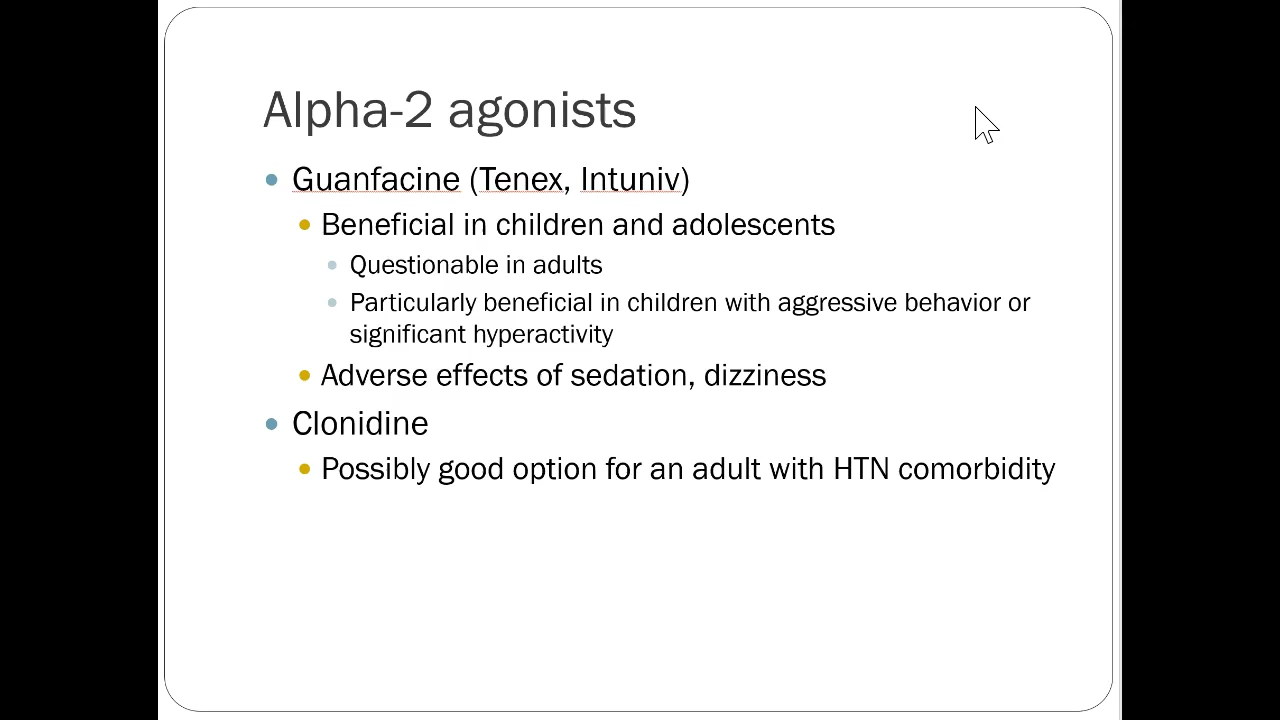 Alpha-2 agonists
Guanfacine (Tenex, Intuniv)
Beneficial in children and adolescents
Questionable in adults
Particularly beneficial in children with aggressive behavior or
significant hyperactivity
Adverse effects of sedation, dizziness
Clonidine
Possibly good option for an adult with HTN comorbidity